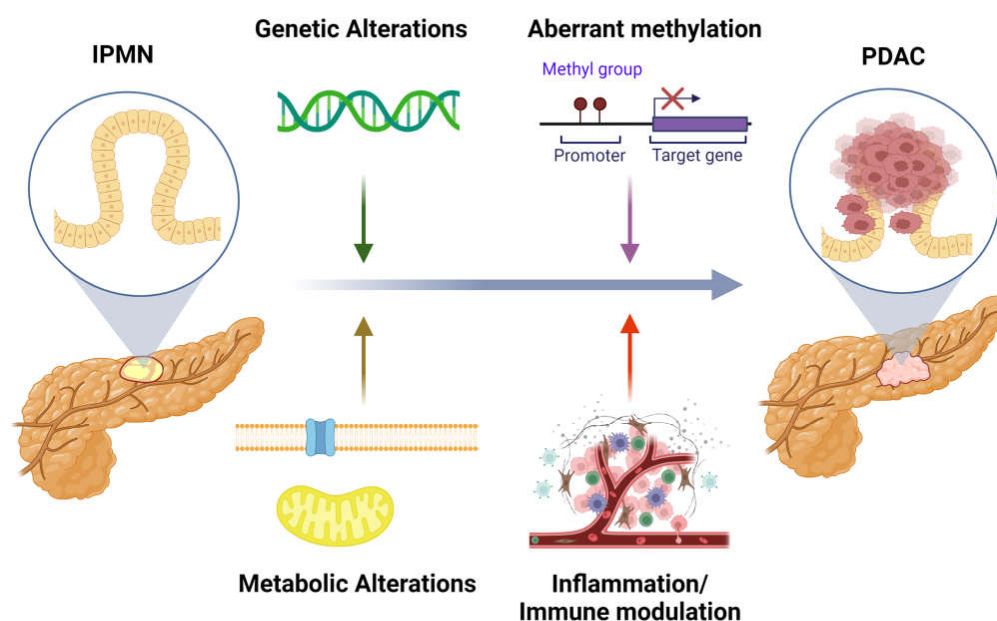 IPMN
Genetic Alterations
Aberrant methylation
Methyl group
Promoter
Target gene
PDAC
Metabolic Alterations
Inflammation/
Immune modulation